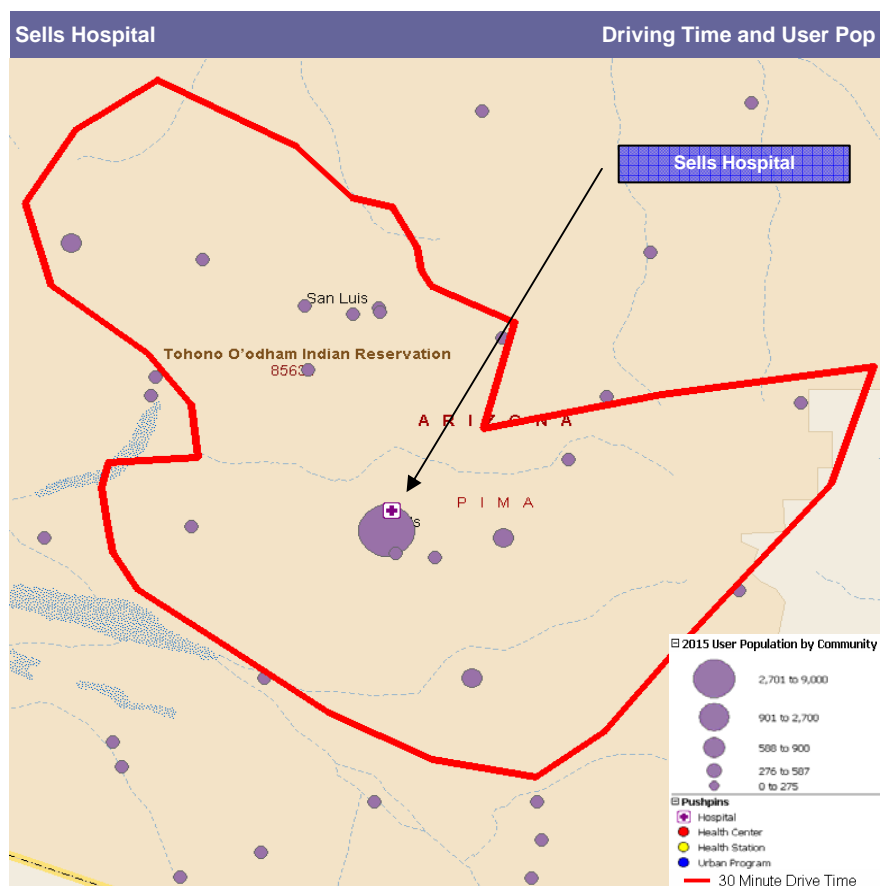 Sells Hospital
Driving Time and User Pop
Sells Hospital
San Luis
Tohono O'odham Indian Reservation
8563
ARIZONA
PIMA
2015 User Population by Community
2,701 to 9,000
901 to 2,700
588 to 900
276 to 587
0 to 275
Pushpins
Hospital
Health Center
Health Station
Urban Program
30 Minute Drive Time